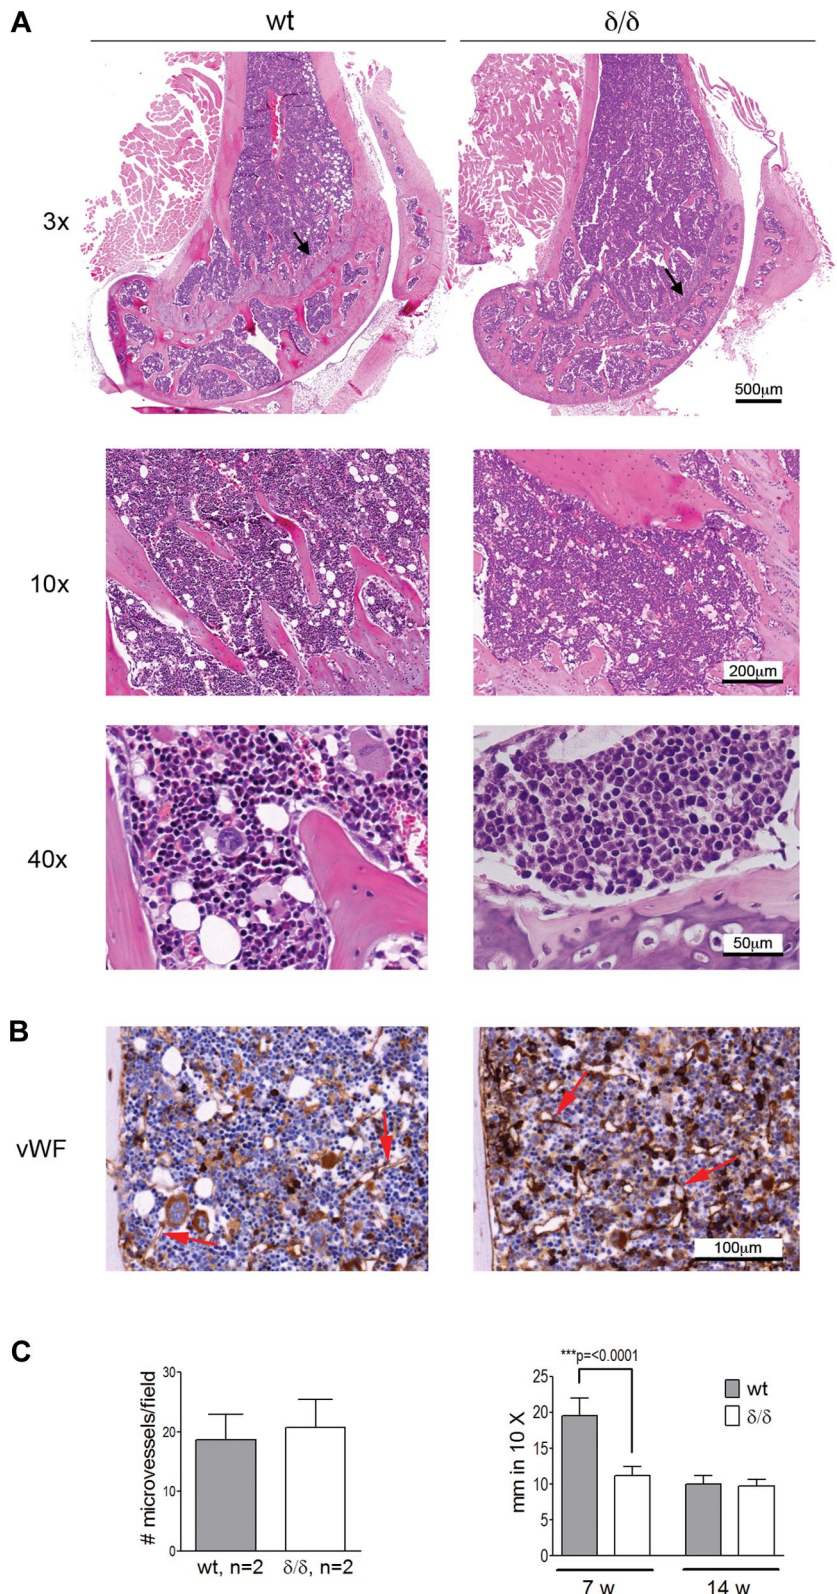 A
wt
δ/δ
3x
500μm
10x
200μm
40x
50μm
B
vWF
100μm
C
# microvessels/field
30
20
10
0
wt, n=2
δ/δ, n=2
mm in 10 X
25
20
15
10
5
0
***p=<0.0001
wt
δ/δ
7 w
14 w